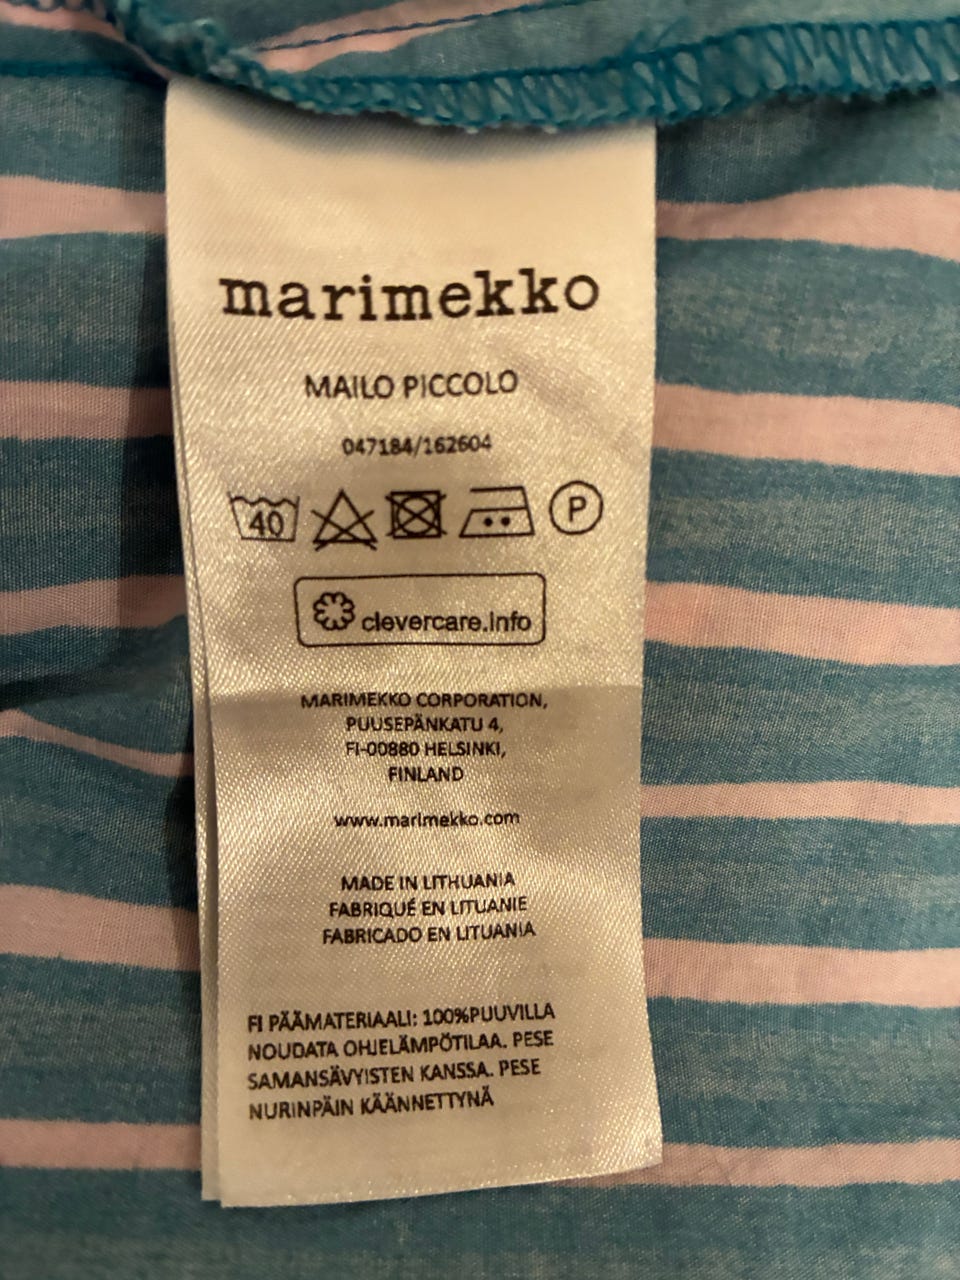 marimekko
MAILO PICCOLO
047184/162604
40 P
clevercare.info
MARIMEKKO CORPORATION,
PUUSEPÄNKATU 4,
FI-00880 HELSINKI,
FINLAND
www.marimekko.com
MADE IN LITHUANIA
FABRIQUÉ EN LITUANIE
FABRICADO EN LITUANIA
FI PÄÄMATERIAALI: 100%PUUVILLA
NOUDATA OHJELÄMPÖTILAA. PESE
SAMANSÄVYISTEN KANSSA. PESE
NURINPÄIN KÄÄNNETTYNÄ